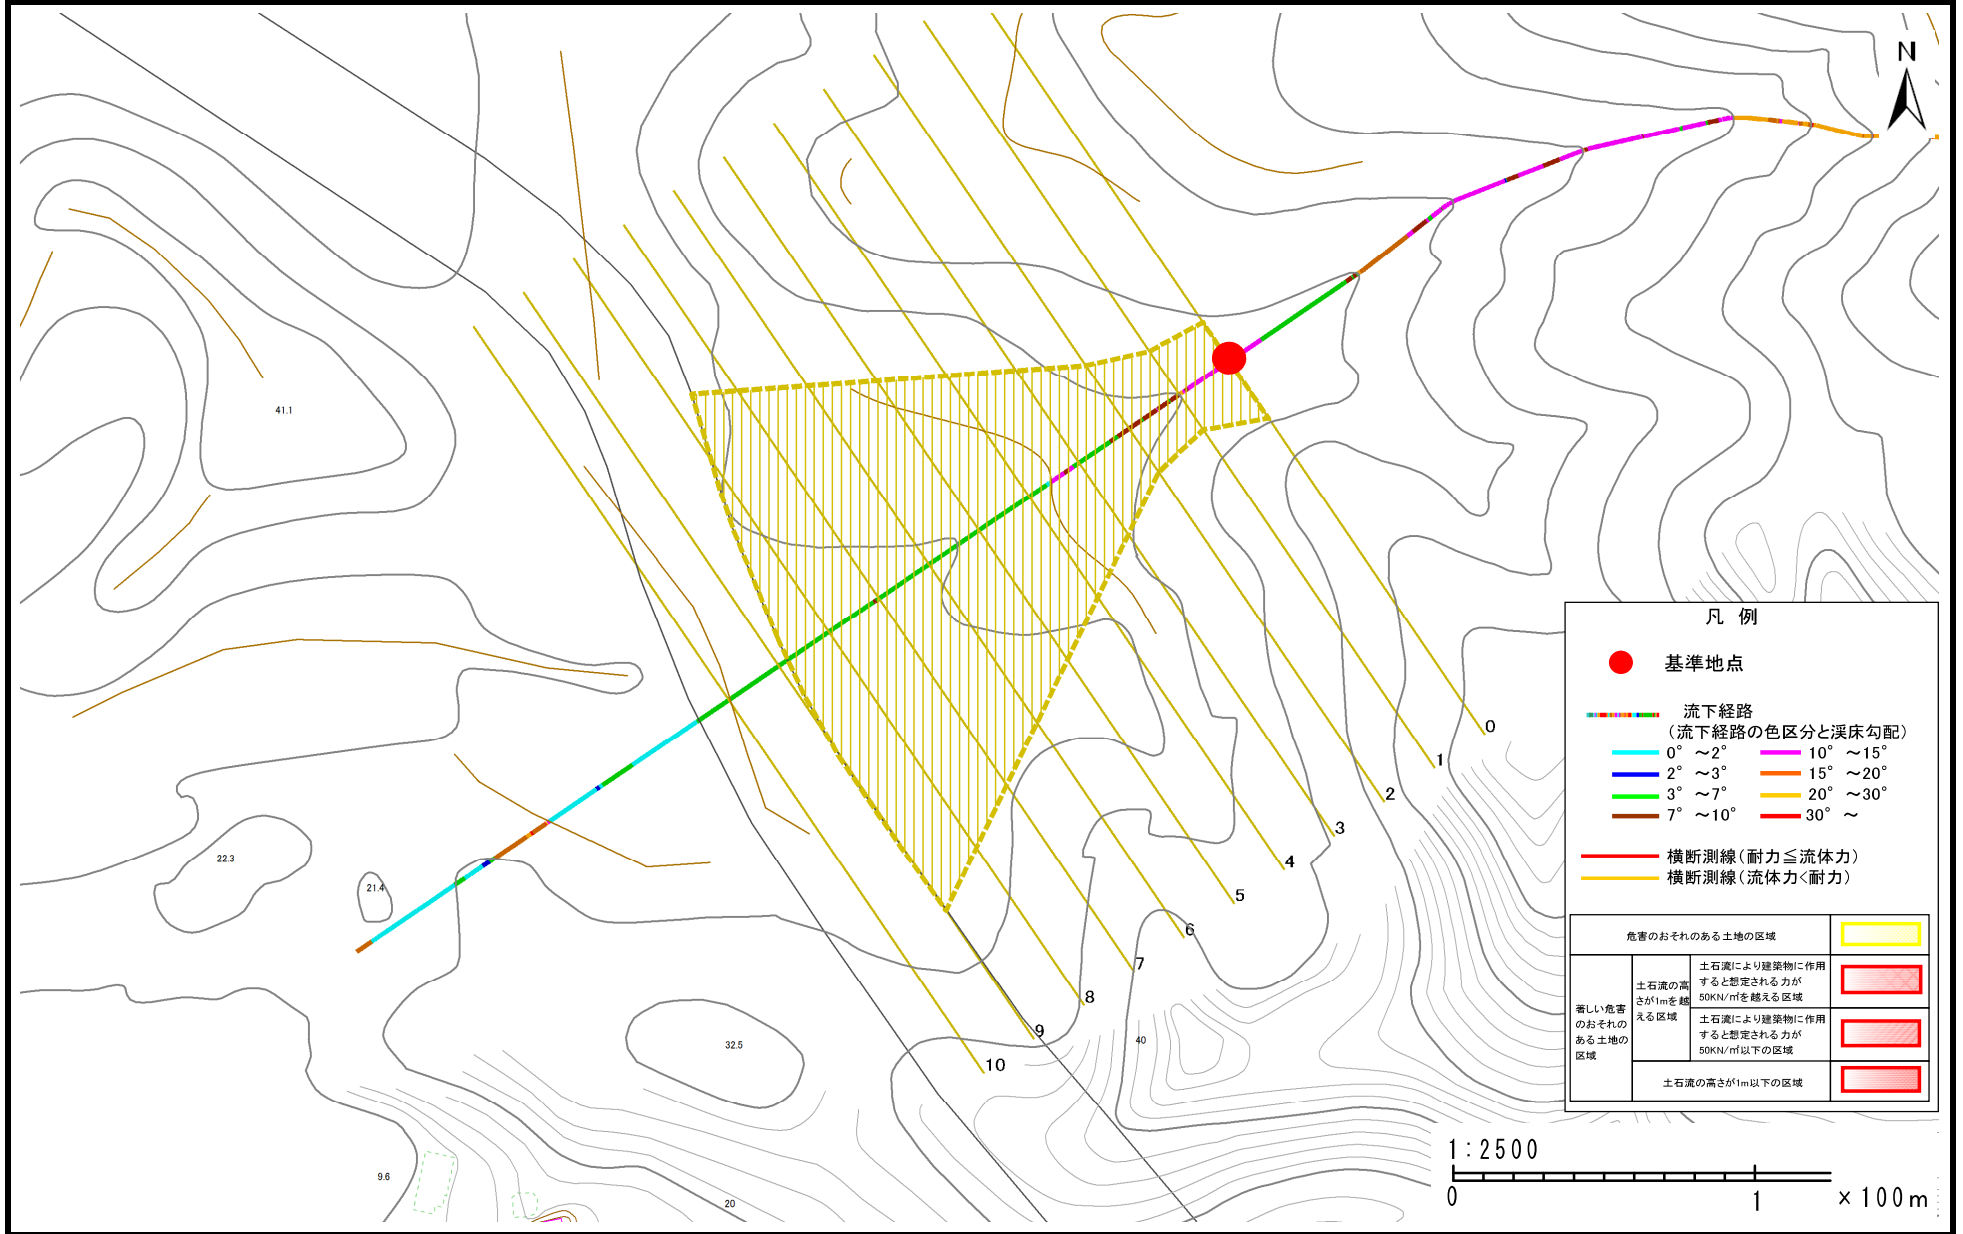 N
41.1
22.3
21.4
32.5
40
9.6
20
0
1
2
3
4
5
6
7
8
9
10
凡 例
基準地点
流下経路
(流下経路の色区分と渓床勾配)
0° ~2° 10° ~15°
2° ~3° 15° ~20°
3° ~7° 20° ~30°
7° ~10° 30° ~
横断測線(耐力≦流体力)
横断測線(流体力<耐力)
危害のおそれのある土地の区域
著しい危害
のおそれの
ある土地の
区域
土石流の高
さが1mを越
える区域
土石流により建築物に作用
すると想定される力が
50KN/㎡を越える区域
土石流により建築物に作用
すると想定される力が
50KN/㎡以下の区域
土石流の高さが1m以下の区域
1:2500
0 1 ×100m